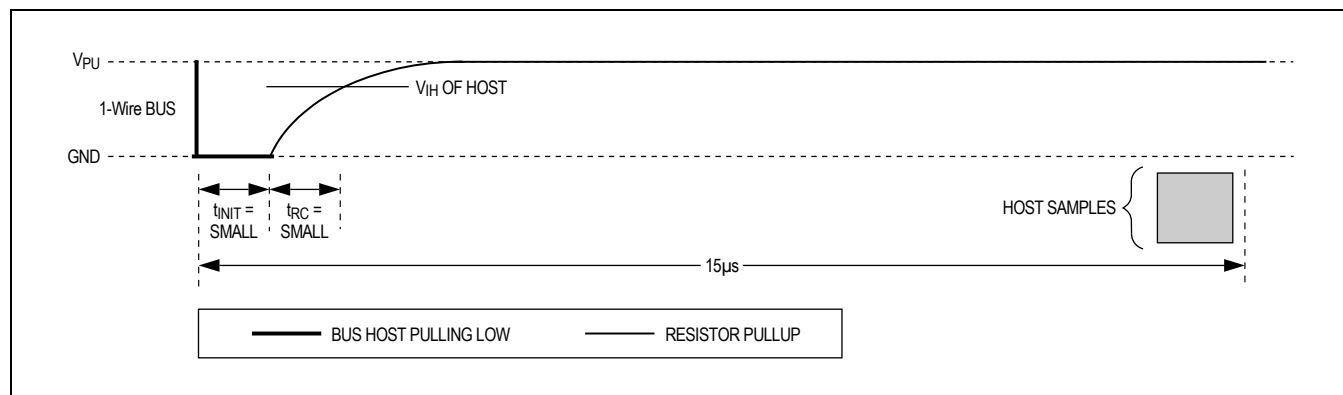 VPU
VIH OF HOST
1-Wire BUS
GND
tINIT =
SMALL
tRC =
SMALL
HOST SAMPLES
15µs
BUS HOST PULLING LOW
RESISTOR PULLUP